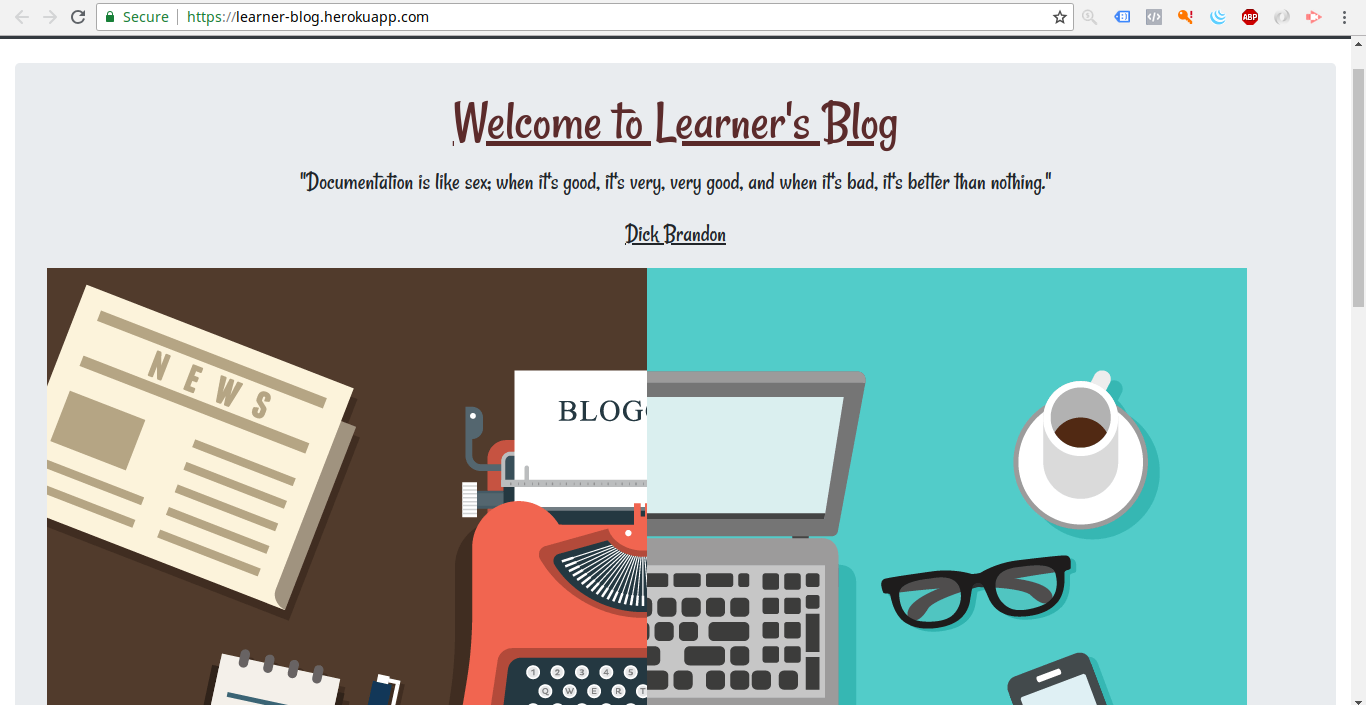 Secure https://learner-blog.herokuapp.com
ABP
Welcome to Learner's Blog
"Documentation is like sex; when it's good, it's very, very good, and when it's bad, it's better than nothing."
Dick Brandon
NEWS
BLOG
1 2 3 4 5
Q W E R T